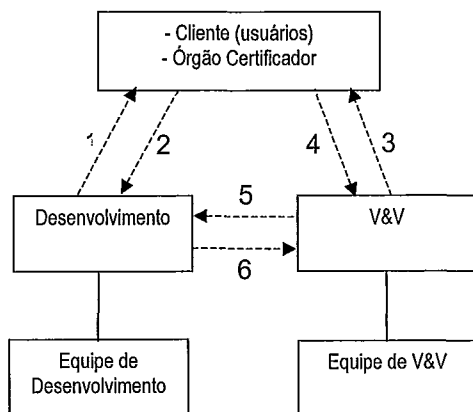 - Cliente (usuários)
- Órgão Certificador
1
2
4
3
Desenvolvimento
5
V&V
6
Equipe de
Desenvolvimento
Equipe de V&V